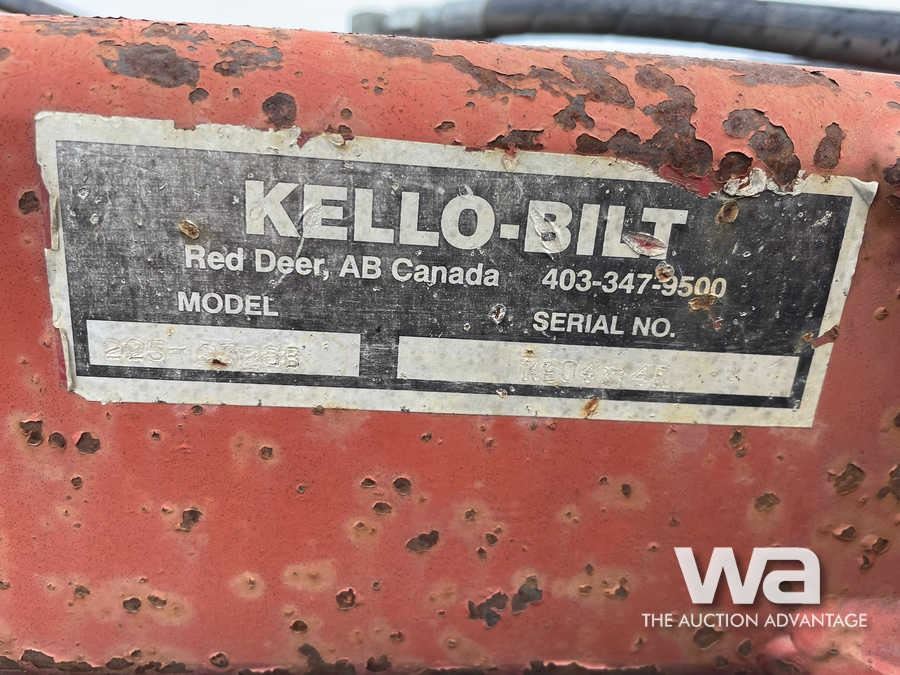 KELLO-BILT
Red Deer, AB Canada 403-347-9500
MODEL SERIAL NO.
wa
THE AUCTION ADVANTAGE